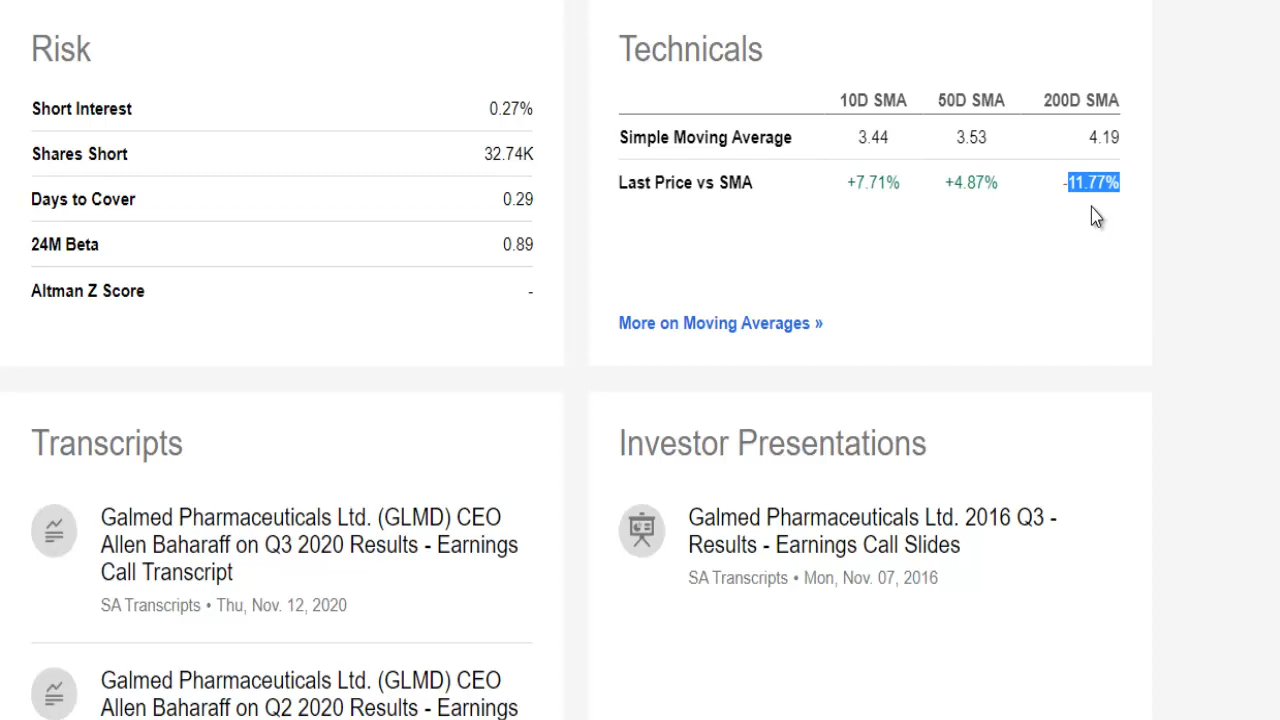 Risk
Short Interest 0.27%
Shares Short 32.74K
Days to Cover 0.29
24M Beta 0.89
Altman Z Score -
Technicals
10D SMA 50D SMA 200D SMA
Simple Moving Average 3.44 3.53 4.19
Last Price vs SMA +7.71% +4.87% -11.77%
More on Moving Averages »
Transcripts
Galmed Pharmaceuticals Ltd. (GLMD) CEO
Allen Baharaff on Q3 2020 Results - Earnings
Call Transcript
SA Transcripts • Thu, Nov. 12, 2020
Galmed Pharmaceuticals Ltd. (GLMD) CEO
Allen Baharaff on Q2 2020 Results - Earnings
Investor Presentations
Galmed Pharmaceuticals Ltd. 2016 Q3 -
Results - Earnings Call Slides
SA Transcripts • Mon, Nov. 07, 2016